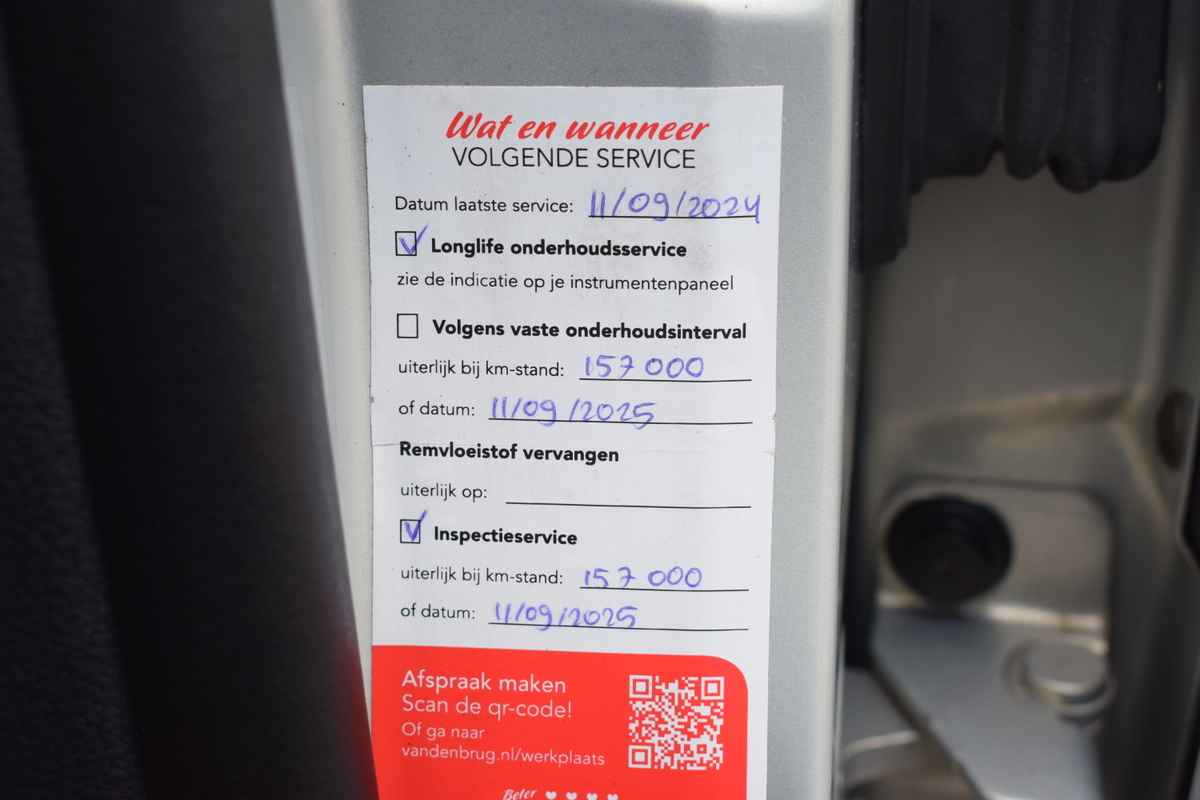 Wat en wanneer
VOLGENDE SERVICE
Datum laatste service: 11/09/2024
Longlife onderhoudsservice
zie de indicatie op je instrumentenpaneel
Volgens vaste onderhoudsinterval
uiterlijk bij km-stand: 157 000
of datum: 11/09/2025
Remvloeistof vervangen
uiterlijk op:
Inspectieservice
uiterlijk bij km-stand: 157 000
of datum: 11/09/2025
Afspraak maken
Scan de qr-code!
Of ga naar
vandenbrug.nl/werkplaats
Beter